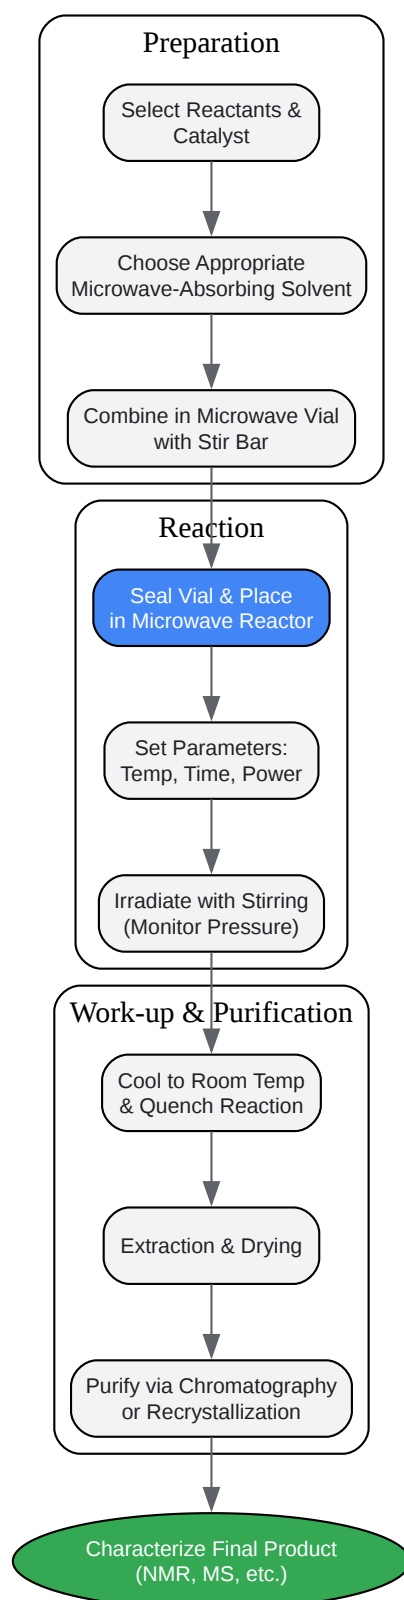 Preparation
Select Reactants &
Catalyst
Choose Appropriate
Microwave-Absorbing Solvent
Combine in Microwave Vial
with Stir Bar
Reaction
Seal Vial & Place
in Microwave Reactor
Set Parameters:
Temp, Time, Power
Irradiate with Stirring
(Monitor Pressure)
Work-up & Purification
Cool to Room Temp
& Quench Reaction
Extraction & Drying
Purify via Chromatography
or Recrystallization
Characterize Final Product
(NMR, MS, etc.)